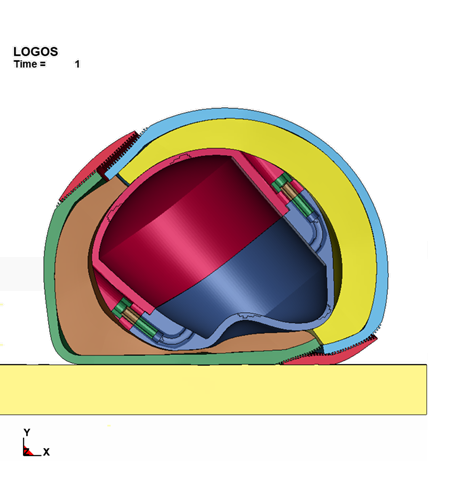 LOGOS
Time = 1
Y
X